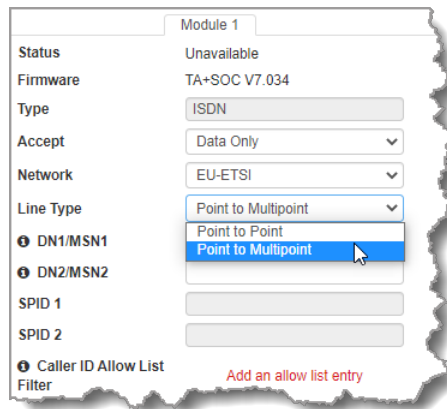 Module 1
Status Unavailable
Firmware TA+SOC V7.034
Type ISDN
Accept Data Only
Network EU-ETSI
Line Type Point to Multipoint
Point to Point
DN1/MSN1
Point to Multipoint
DN2/MSN2
SPID 1
SPID 2
Caller ID Allow List
Filter
Add an allow list entry